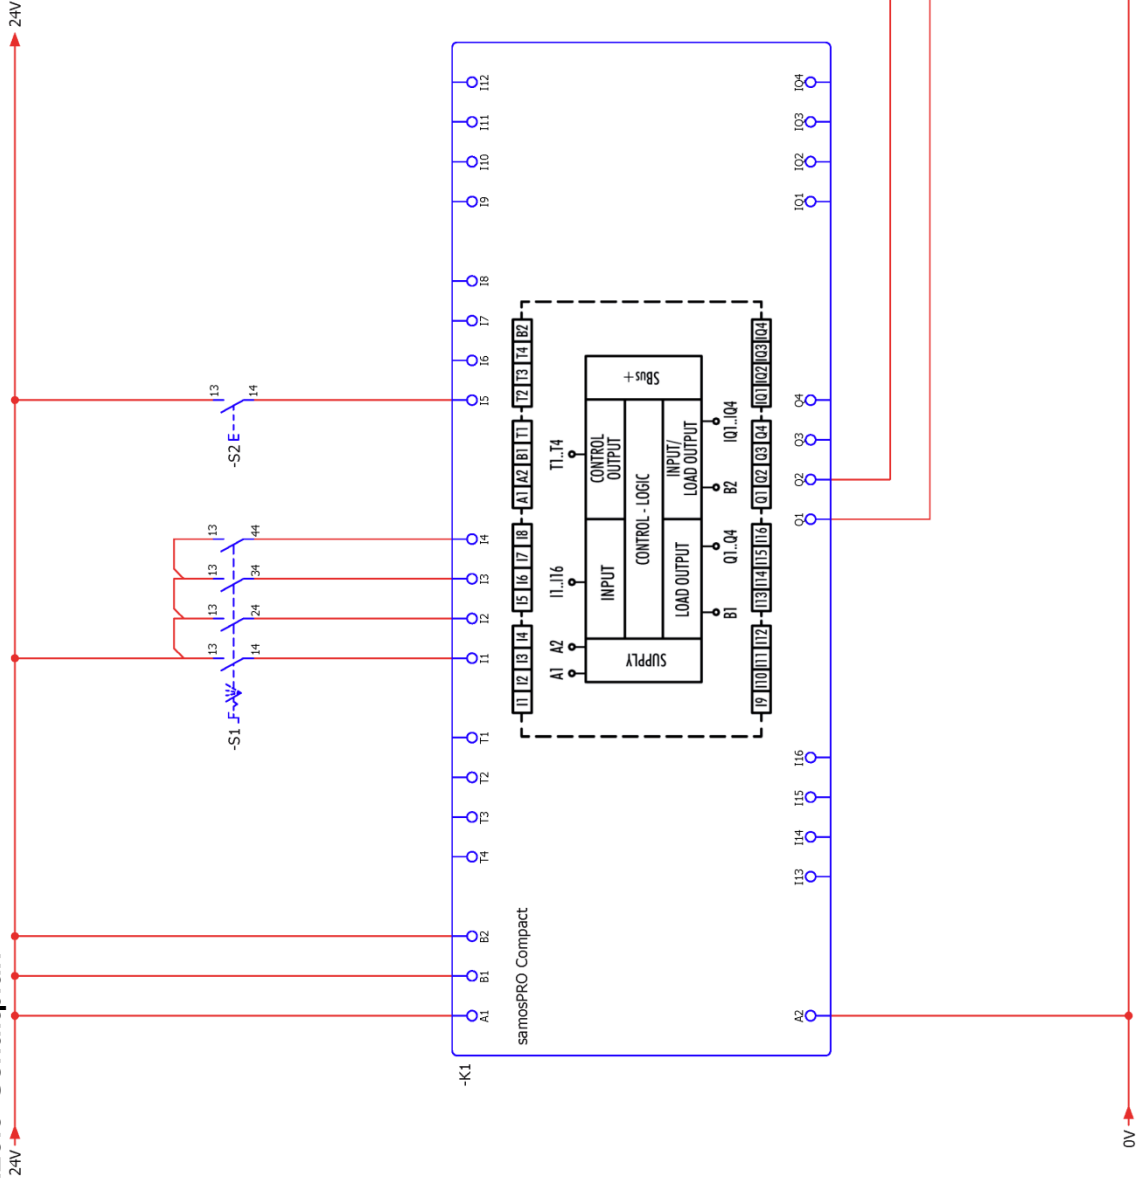 24V 24V
13 13 13 13 13
-S1 -S2
14 24 34 44 14
-K1
A1 B1 B2 T4 T3 T2 T1 I1 I2 I3 I4 I5 I6 I7 I8 I9 I10 I11 I12
samosPRO Compact
I1 I2 I3 I4 I5 I6 I7 I8 A1 A2 B1 T1 T2 T3 T4 B2
A1 A2 I1..I16 T1..T4
SUPPLY
INPUT
CONTROL
OUTPUT
CONTROL - LOGIC
LOAD OUTPUT
INPUT/
LOAD OUTPUT
SBus+
B1 Q1..Q4 B2 IQ1..IQ4
I9 I10 I11 I12 I13 I14 I15 I16 Q1 Q2 Q3 Q4 IQ1 IQ2 IQ3 IQ4
A2 I13 I14 I15 I16 Q1 Q2 Q3 Q4 IQ1 IQ2 IQ3 IQ4
0V